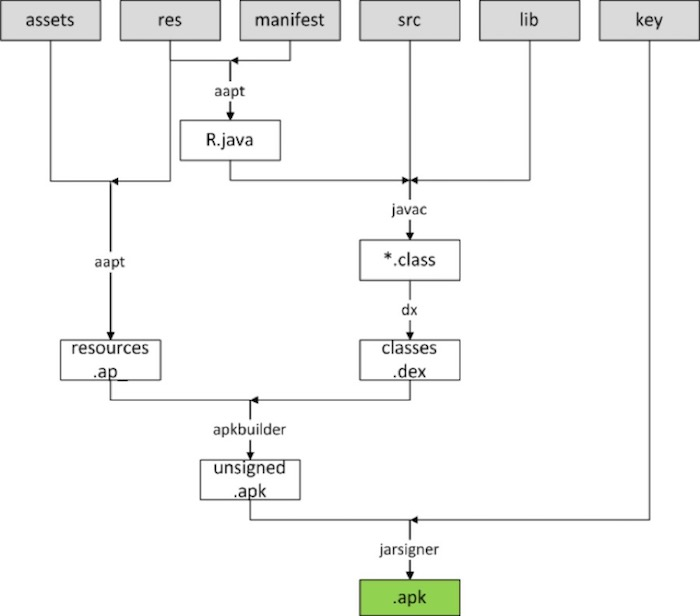 assets
res
manifest
src
lib
key
aapt
R.java
javac
aapt
*.class
dx
resources
.ap_
classes
.dex
apkbuilder
unsigned
.apk
jarsigner
.apk